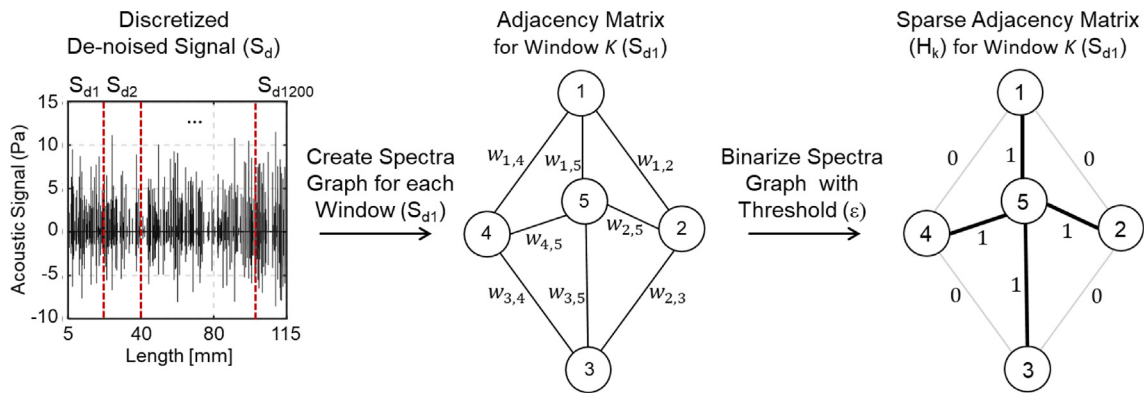 Discretized
De-noised Signal (Sd)
Sd1 Sd2 Sd1200
...
Acoustic Signal (Pa)
15
10
5
0
-5
-10
5 40 80 115
Length [mm]
Create Spectra
Graph for each
Window (Sd1)
Adjacency Matrix
for Window K (Sd1)
1
w1,4 w1,5 w1,2
5
4 w4,5 w2,5 2
w3,4 w3,5 w2,3
3
Binarize Spectra
Graph with
Threshold (ε)
Sparse Adjacency Matrix
(Hk) for Window K (Sd1)
1
0 1 0
5
4 1 1 2
0 1 0
3